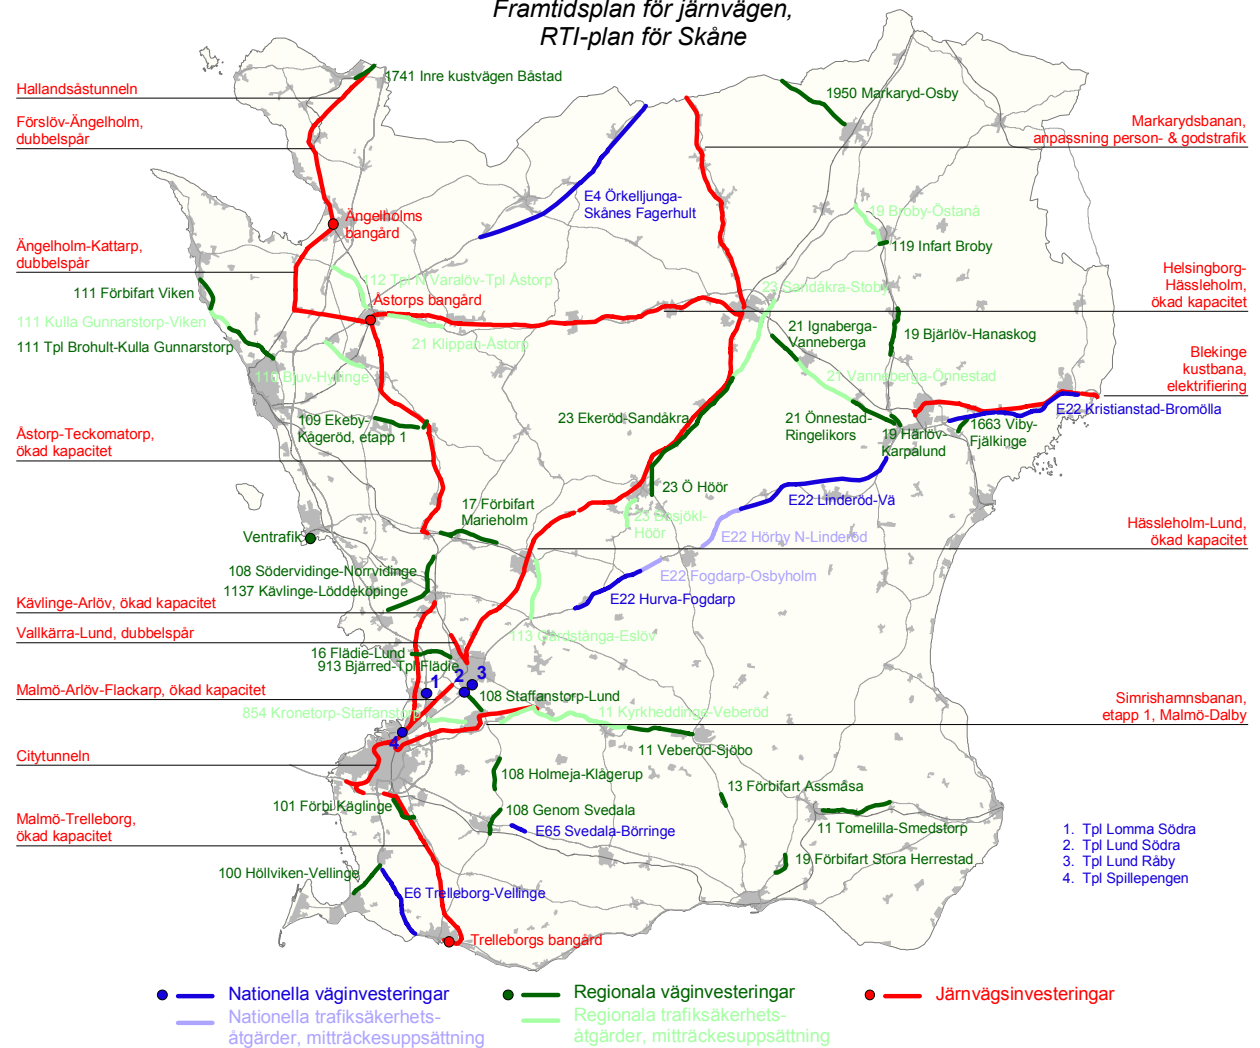 Framtidsplan för järnvägen,
RTI-plan för Skåne
1741 Inre kustvägen Båstad
Hallandsåstunneln
1950 Markaryd-Osby
Förslöv-Ängelholm,
dubbelspår
Markarydsbanan,
anpassning person- & godstrafik
E4 Örkelljunga-
Skånes Fagerhult
19 Broby-Östanå
Ängelholms
bangård
119 Infart Broby
Ängelholm-Kattarp,
dubbelspår
Helsingborg-
Hässleholm,
ökad kapacitet
112 Tpl N Varalöv-Tpl Åstorp
23 Sandåkra-Stoby
111 Förbifart Viken
Åstorps bangård
111 Kulla Gunnarstorp-Viken
21 Ignaberga-
Vanneberga
19 Bjärlöv-Hanaskog
111 Tpl Brohult-Kulla Gunnarstorp
21 Klippan-Åstorp
Blekinge
kustbana,
elektrifiering
110 Bjuv-Hyllinge
21 Vanneberga-Önnestad
E22 Kristianstad-Bromölla
109 Ekeby-
Kågeröd, etapp 1
23 Ekeröd-Sandåkra
21 Önnestad-
Ringelikors
19 Härlöv-
Karpalund
1663 Viby-
Fjälkinge
Åstorp-Teckomatorp,
ökad kapacitet
23 Ö Höör
E22 Linderöd-Vä
17 Förbifart
Marieholm
23 Sösjökl-
Höör
Hässleholm-Lund,
ökad kapacitet
Ventrafik
E22 Hörby N-Linderöd
108 Södervidinge-Norrvidinge
E22 Fogdarp-Osbyholm
1137 Kävlinge-Löddeköpinge
E22 Hurva-Fogdarp
Kävlinge-Arlöv, ökad kapacitet
Vallkärra-Lund, dubbelspår
113 Gårdstånga-Eslöv
16 Flädie-Lund
913 Bjärred-Tpl Flädie
1
2
3
Malmö-Arlöv-Flackarp, ökad kapacitet
108 Staffanstorp-Lund
Simrishamnsbanan,
etapp 1, Malmö-Dalby
854 Kronetorp-Staffanstorp
11 Kyrkheddinge-Veberöd
4
11 Veberöd-Sjöbo
Citytunneln
108 Holmeja-Klågerup
13 Förbifart Assmåsa
101 Förbi Käglinge
108 Genom Svedala
Malmö-Trelleborg,
ökad kapacitet
E65 Svedala-Börringe
11 Tomelilla-Smedstorp
1. Tpl Lomma Södra
2. Tpl Lund Södra
3. Tpl Lund Råby
4. Tpl Spillepengen
19 Förbifart Stora Herrestad
100 Höllviken-Vellinge
E6 Trelleborg-Vellinge
Trelleborgs bangård
Nationella väginvesteringar
Regionala väginvesteringar
Järnvägsinvesteringar
Nationella trafiksäkerhets-
åtgärder, mitträckesuppsättning
Regionala trafiksäkerhets-
åtgärder, mitträckesuppsättning